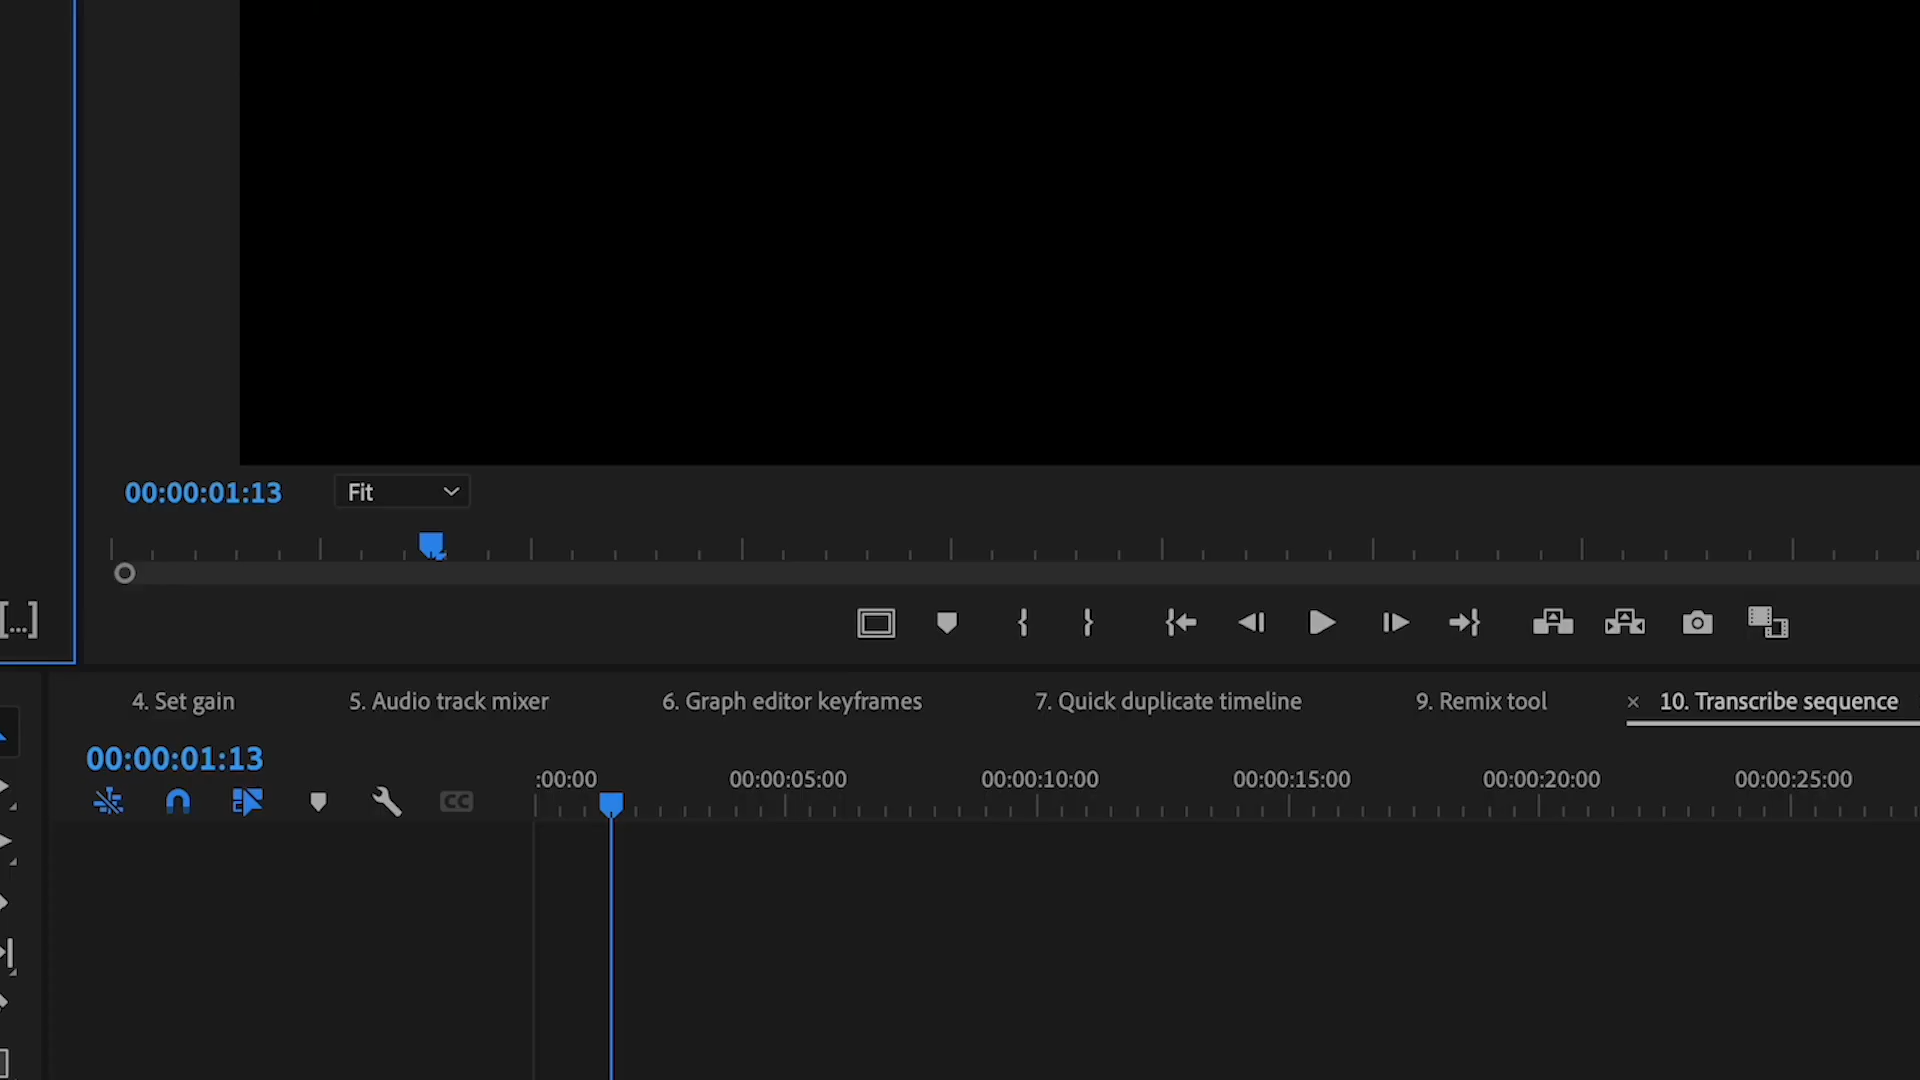 00:00:01:13 Fit
[...]
4. Set gain 5. Audio track mixer 6. Graph editor keyframes 7. Quick duplicate timeline 9. Remix tool × 10. Transcribe sequence
00:00:01:13
:00:00 00:00:05:00 00:00:10:00 00:00:15:00 00:00:20:00 00:00:25:00
CC